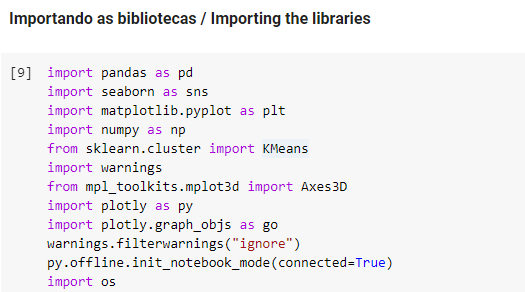 Importando as bibliotecas / Importing the libraries
[9] import pandas as pd
import seaborn as sns
import matplotlib.pyplot as plt
import numpy as np
from sklearn.cluster import KMeans
import warnings
from mpl_toolkits.mplot3d import Axes3D
import plotly as py
import plotly.graph_objs as go
warnings.filterwarnings("ignore")
py.offline.init_notebook_mode(connected=True)
import os